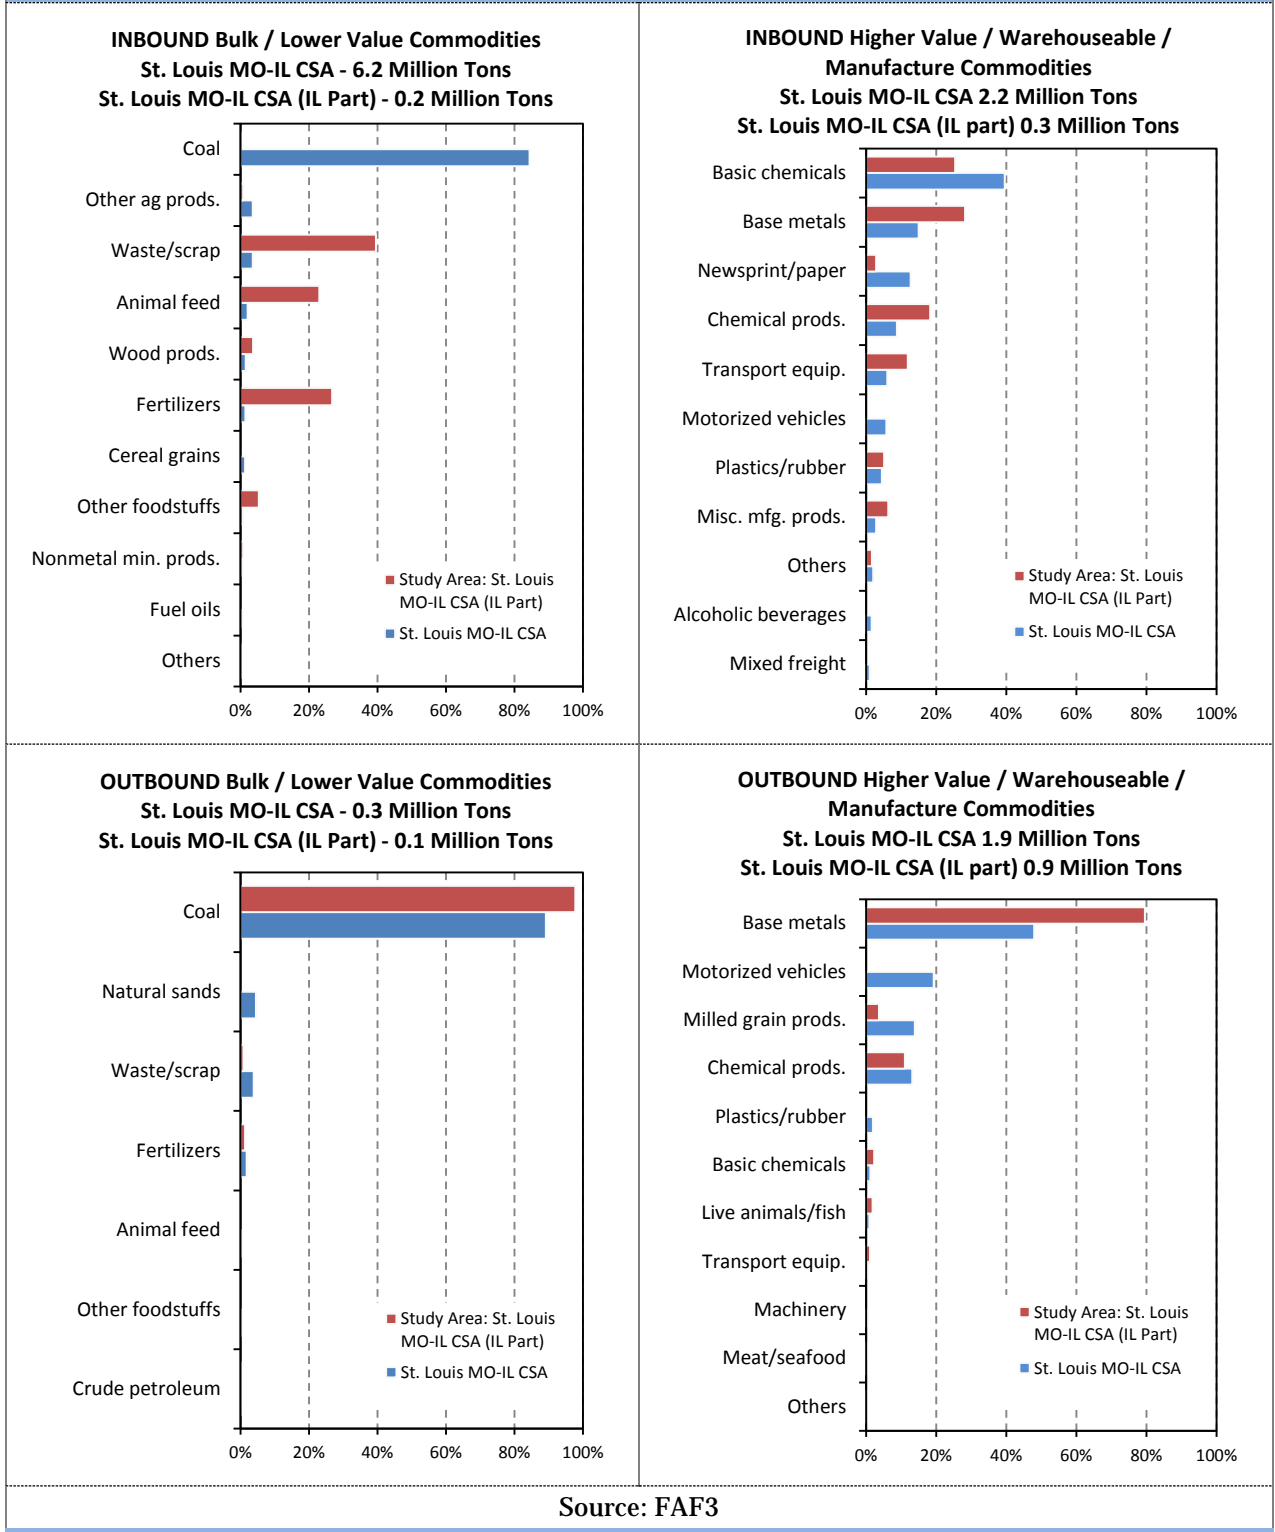 INBOUND Bulk / Lower Value Commodities
St. Louis MO-IL CSA - 6.2 Million Tons
St. Louis MO-IL CSA (IL Part) - 0.2 Million Tons
Coal
Other ag prods.
Waste/scrap
Animal feed
Wood prods.
Fertilizers
Cereal grains
Other foodstuffs
Nonmetal min. prods.
Fuel oils
Others
Study Area: St. Louis
MO-IL CSA (IL Part)
St. Louis MO-IL CSA
0% 20% 40% 60% 80% 100%
INBOUND Higher Value / Warehouseable /
Manufacture Commodities
St. Louis MO-IL CSA 2.2 Million Tons
St. Louis MO-IL CSA (IL part) 0.3 Million Tons
Basic chemicals
Base metals
Newsprint/paper
Chemical prods.
Transport equip.
Motorized vehicles
Plastics/rubber
Misc. mfg. prods.
Others
Alcoholic beverages
Mixed freight
Study Area: St. Louis
MO-IL CSA (IL Part)
St. Louis MO-IL CSA
0% 20% 40% 60% 80% 100%
OUTBOUND Bulk / Lower Value Commodities
St. Louis MO-IL CSA - 0.3 Million Tons
St. Louis MO-IL CSA (IL Part) - 0.1 Million Tons
Coal
Natural sands
Waste/scrap
Fertilizers
Animal feed
Other foodstuffs
Crude petroleum
Study Area: St. Louis
MO-IL CSA (IL Part)
St. Louis MO-IL CSA
0% 20% 40% 60% 80% 100%
OUTBOUND Higher Value / Warehouseable /
Manufacture Commodities
St. Louis MO-IL CSA 1.9 Million Tons
St. Louis MO-IL CSA (IL part) 0.9 Million Tons
Base metals
Motorized vehicles
Milled grain prods.
Chemical prods.
Plastics/rubber
Basic chemicals
Live animals/fish
Transport equip.
Machinery
Meat/seafood
Others
Study Area: St. Louis
MO-IL CSA (IL Part)
St. Louis MO-IL CSA
0% 20% 40% 60% 80% 100%
Source: FAF3